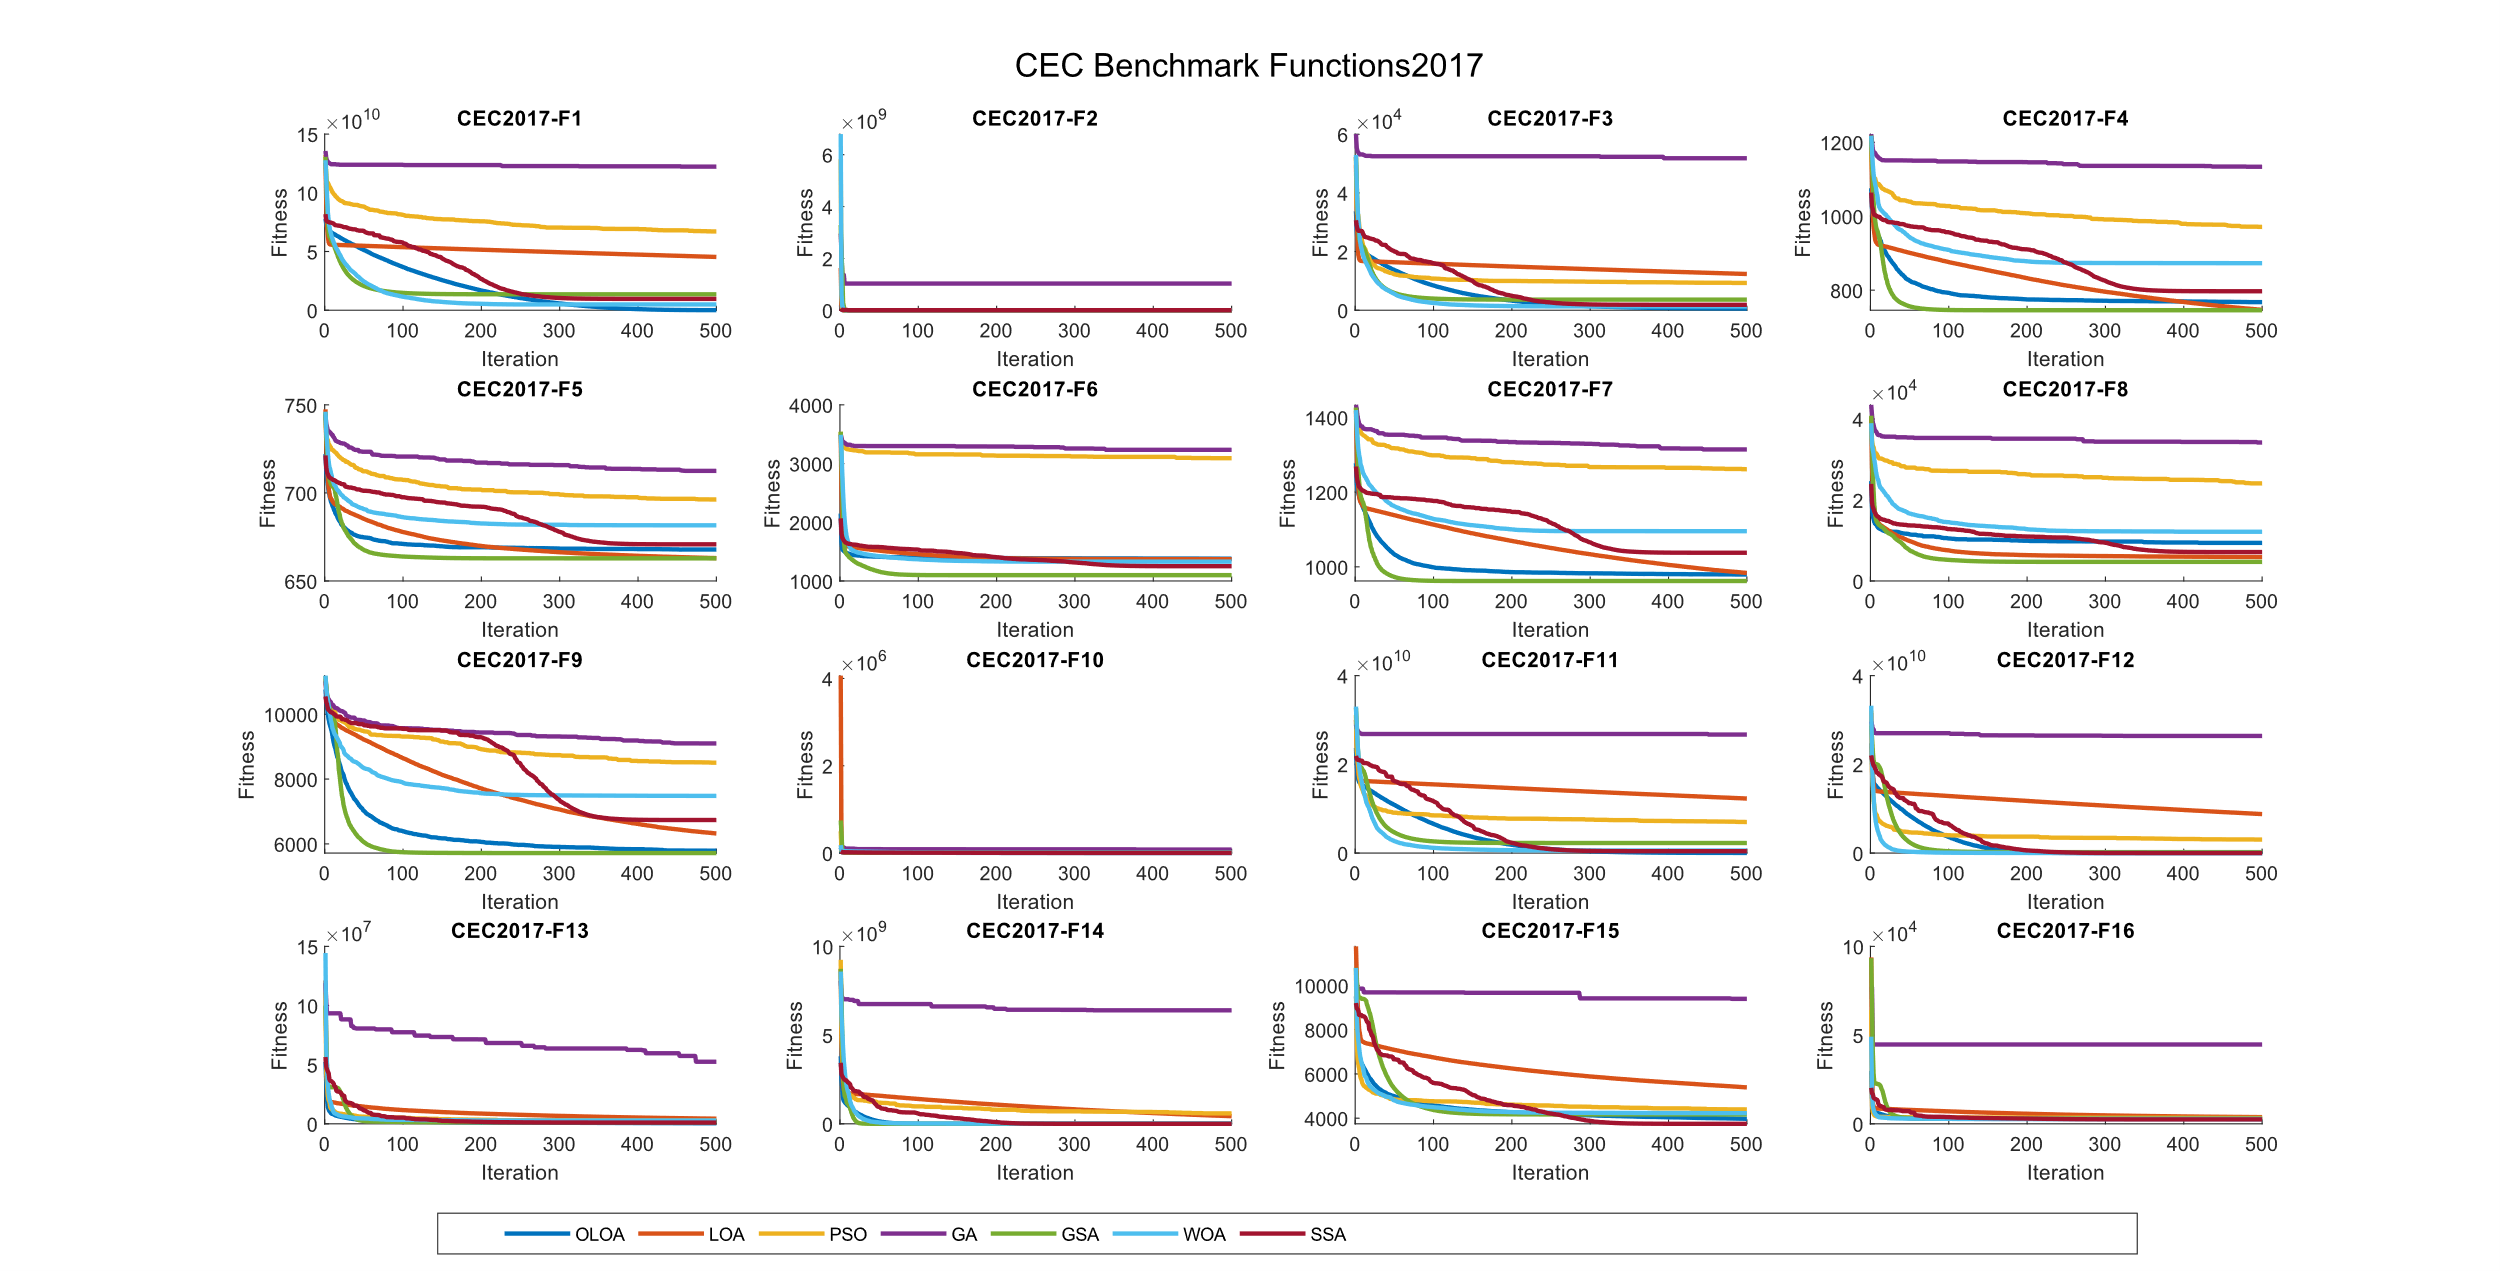 CEC Benchmark Functions2017
CEC2017-F1
×10^10
Fitness
15
10
5
0
0 100 200 300 400 500
Iteration
CEC2017-F2
×10^9
Fitness
6
4
2
0
0 100 200 300 400 500
Iteration
CEC2017-F3
×10^4
Fitness
6
4
2
0
0 100 200 300 400 500
Iteration
CEC2017-F4
Fitness
1200
1000
800
0 100 200 300 400 500
Iteration
CEC2017-F5
Fitness
750
700
650
0 100 200 300 400 500
Iteration
CEC2017-F6
Fitness
4000
3000
2000
1000
0 100 200 300 400 500
Iteration
CEC2017-F7
Fitness
1400
1200
1000
0 100 200 300 400 500
Iteration
CEC2017-F8
×10^4
Fitness
4
2
0
0 100 200 300 400 500
Iteration
CEC2017-F9
Fitness
10000
8000
6000
0 100 200 300 400 500
Iteration
CEC2017-F10
×10^6
Fitness
4
2
0
0 100 200 300 400 500
Iteration
CEC2017-F11
×10^10
Fitness
4
2
0
0 100 200 300 400 500
Iteration
CEC2017-F12
×10^10
Fitness
4
2
0
0 100 200 300 400 500
Iteration
CEC2017-F13
×10^7
Fitness
15
10
5
0
0 100 200 300 400 500
Iteration
CEC2017-F14
×10^9
Fitness
10
5
0
0 100 200 300 400 500
Iteration
CEC2017-F15
Fitness
10000
8000
6000
4000
0 100 200 300 400 500
Iteration
CEC2017-F16
×10^4
Fitness
10
5
0
0 100 200 300 400 500
Iteration
OLOA LOA PSO GA GSA WOA SSA